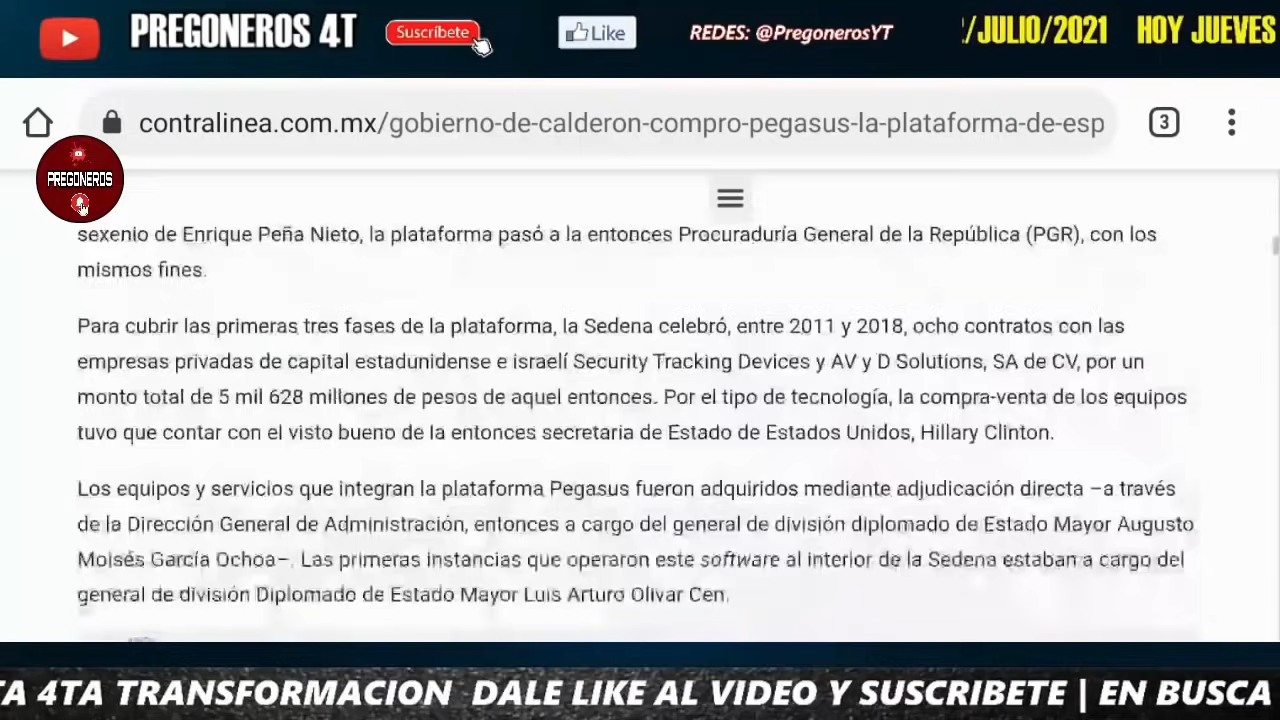 PREGONEROS 4T
Suscríbete
Like
REDES: @PregonerosYT
/JULIO/2021 HOY JUEVES
contralinea.com.mx/gobierno-de-calderon-compro-pegasus-la-plataforma-de-esp
3
PREGONEROS
sexenio de Enrique Peña Nieto, la plataforma pasó a la entonces Procuraduría General de la República (PGR), con los
mismos fines.
Para cubrir las primeras tres fases de la plataforma, la Sedena celebró, entre 2011 y 2018, ocho contratos con las
empresas privadas de capital estadunidense e israelí Security Tracking Devices y AV y D Solutions, SA de CV, por un
monto total de 5 mil 628 millones de pesos de aquel entonces. Por el tipo de tecnología, la compra-venta de los equipos
tuvo que contar con el visto bueno de la entonces secretaria de Estado de Estados Unidos, Hillary Clinton.
Los equipos y servicios que integran la plataforma Pegasus fueron adquiridos mediante adjudicación directa –a través
de la Dirección General de Administración, entonces a cargo del general de división diplomado de Estado Mayor Augusto
Moisés García Ochoa–. Las primeras instancias que operaron este software al interior de la Sedena estaban a cargo del
general de división Diplomado de Estado Mayor Luis Arturo Olivar Cen.
TA 4TA TRANSFORMACION DALE LIKE AL VIDEO Y SUSCRIBETE | EN BUSCA